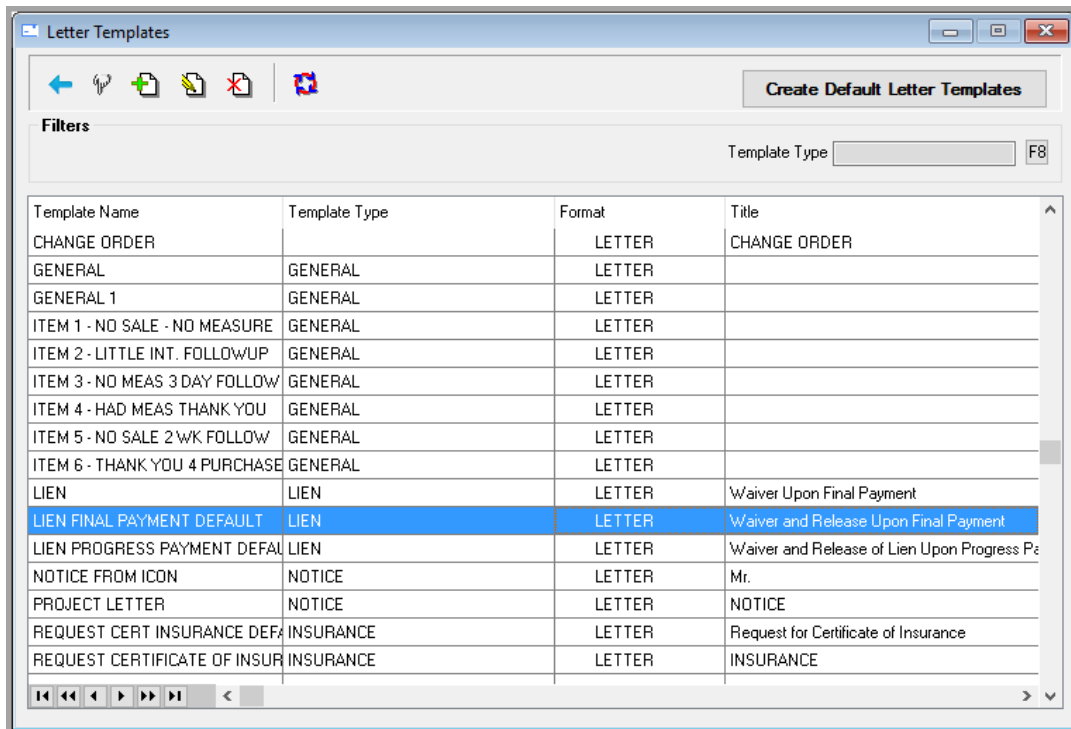 Letter Templates
Create Default Letter Templates
Filters
Template Type F8
Template Name Template Type Format Title
CHANGE ORDER LETTER CHANGE ORDER
GENERAL GENERAL LETTER
GENERAL 1 GENERAL LETTER
ITEM 1 - NO SALE - NO MEASURE GENERAL LETTER
ITEM 2 - LITTLE INT. FOLLOWUP GENERAL LETTER
ITEM 3 - NO MEAS 3 DAY FOLLOW GENERAL LETTER
ITEM 4 - HAD MEAS THANK YOU GENERAL LETTER
ITEM 5 - NO SALE 2 WK FOLLOW GENERAL LETTER
ITEM 6 - THANK YOU 4 PURCHASE GENERAL LETTER
LIEN LIEN LETTER Waiver Upon Final Payment
LIEN FINAL PAYMENT DEFAULT LIEN LETTER Waiver and Release Upon Final Payment
LIEN PROGRESS PAYMENT DEFAU LIEN LETTER Waiver and Release of Lien Upon Progress Pa
NOTICE FROM ICON NOTICE LETTER Mr.
PROJECT LETTER NOTICE LETTER NOTICE
REQUEST CERT INSURANCE DEFA INSURANCE LETTER Request for Certificate of Insurance
REQUEST CERTIFICATE OF INSUR INSURANCE LETTER INSURANCE